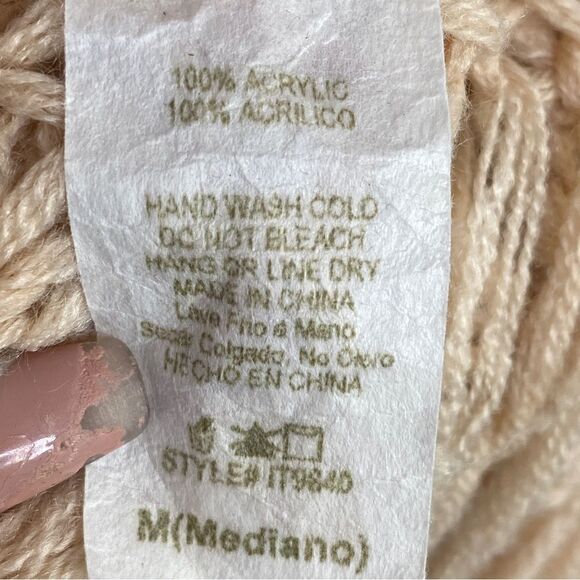 100% ACRYLIC
100% ACRILICO
HAND WASH COLD
DO NOT BLEACH
HANG OR LINE DRY
MADE IN CHINA
Lave Frio a Mano
Secar Colgado, No Cloro
HECHO EN CHINA
STYLE# IT9840
M(Mediano)